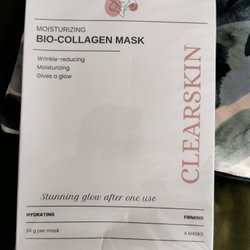 MOISTURIZING
BIO-COLLAGEN MASK
Wrinkle-reducing
Moisturizing
Gives a glow
CLEARSKIN
Stunning glow after one use
HYDRATING
FIRMING
34 g per mask
4 MASKS